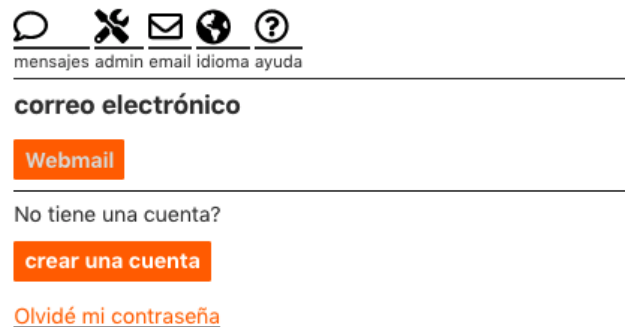 mensajes admin email idioma ayuda
correo electrónico
Webmail
No tiene una cuenta?
crear una cuenta
Olvidé mi contraseña